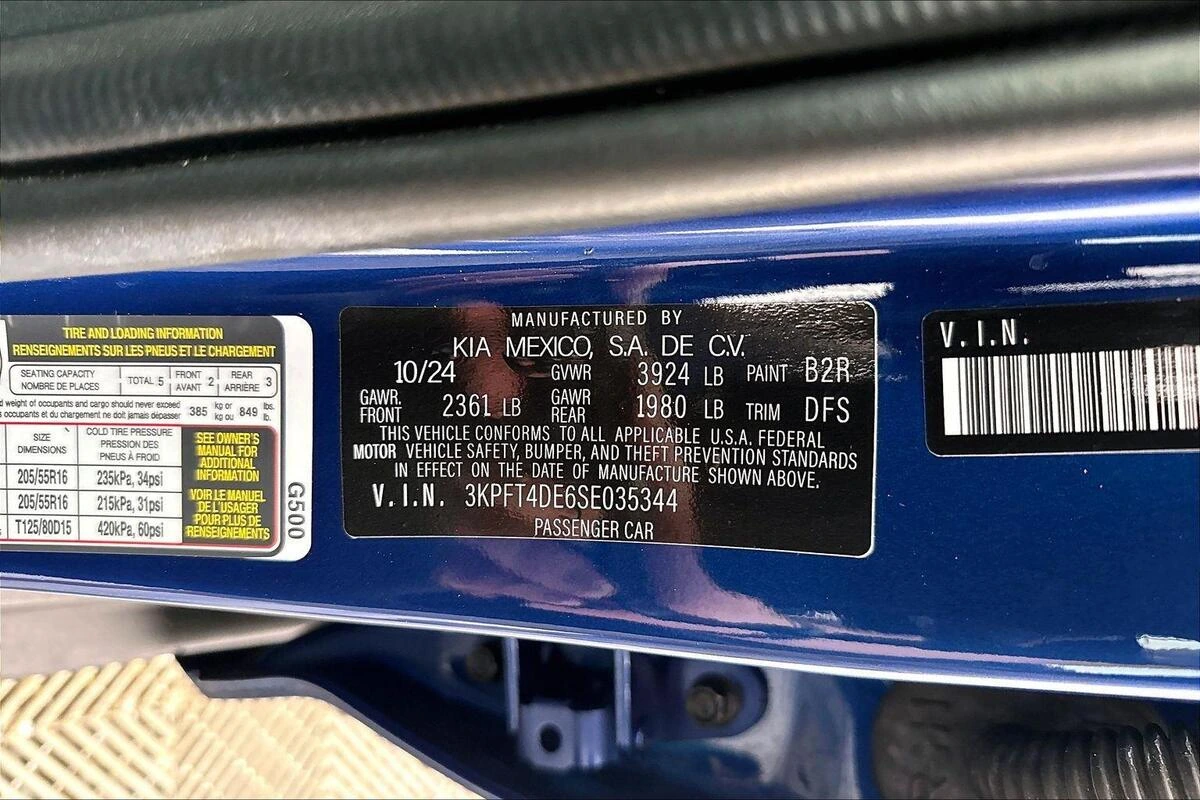 TIRE AND LOADING INFORMATION
RENSEIGNEMENTS SUR LES PNEUS ET LE CHARGEMENT
SEATING CAPACITY
NOMBRE DE PLACES
TOTAL 5
FRONT
AVANT 2
REAR
ARRIÈRE 3
weight of occupants and cargo should never exceed
occupants et du chargement ne doit jamais dépasser
385 kg or
kg ou 849 lbs.
lb.
SIZE
DIMENSIONS
COLD TIRE PRESSURE
PRESSION DES
PNEUS À FROID
205/55R16 235kPa, 34psi
205/55R16 215kPa, 31psi
T125/80D15 420kPa, 60psi
SEE OWNER'S
MANUAL FOR
ADDITIONAL
INFORMATION
VOIR LE MANUEL
DE L'USAGER
POUR PLUS DE
RENSEIGNEMENTS
G500
MANUFACTURED BY
KIA MEXICO, S.A. DE C.V.
10/24 GVWR 3924 LB PAINT B2R
GAWR. FRONT 2361 LB GAWR REAR 1980 LB TRIM DFS
THIS VEHICLE CONFORMS TO ALL APPLICABLE U.S.A. FEDERAL
MOTOR VEHICLE SAFETY, BUMPER, AND THEFT PREVENTION STANDARDS
IN EFFECT ON THE DATE OF MANUFACTURE SHOWN ABOVE.
V.I.N. 3KPFT4DE6SE035344
PASSENGER CAR
V.I.N.